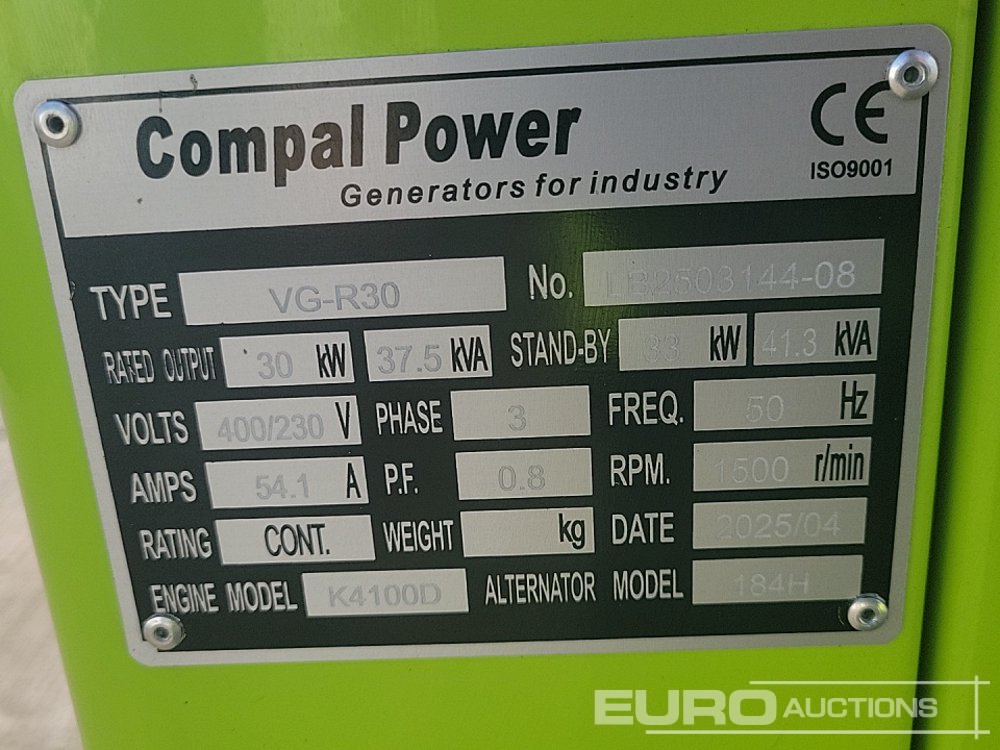 Compal Power
CE
Generators for industry
ISO9001
TYPE VG-R30 No. LB2503144-08
RATED OUTPUT 30 kW 37.5 kVA STAND-BY 33 kW 41.3 kVA
VOLTS 400/230 V PHASE 3 FREQ. 50 Hz
AMPS 54.1 A P.F. 0.8 RPM. 1500 r/min
RATING CONT. WEIGHT kg DATE 2025/04
ENGINE MODEL K4100D ALTERNATOR MODEL 184H
EURO AUCTIONS